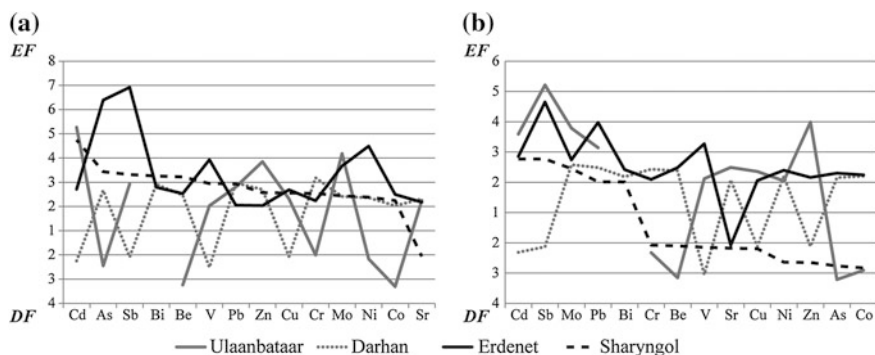 (a)
EF
8
7
6
5
4
3
2
1
2
3
4
DF
Cd As Sb Bi Be V Pb Zn Cu Cr Mo Ni Co Sr
(b)
EF
6
5
4
3
2
1
2
3
4
DF
Cd Sb Mo Pb Bi Cr Be V Sr Cu Ni Zn As Co
Ulaanbataar Darhan Erdenet Sharyngol